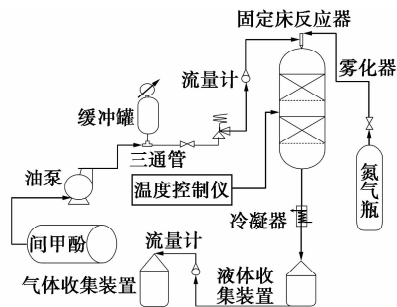 固定床反应器
雾化器
流量计
缓冲罐
三通管
油泵
温度控制仪
氮气瓶
冷凝器
间甲酚
流量计
气体收集装置
液体收
集装置